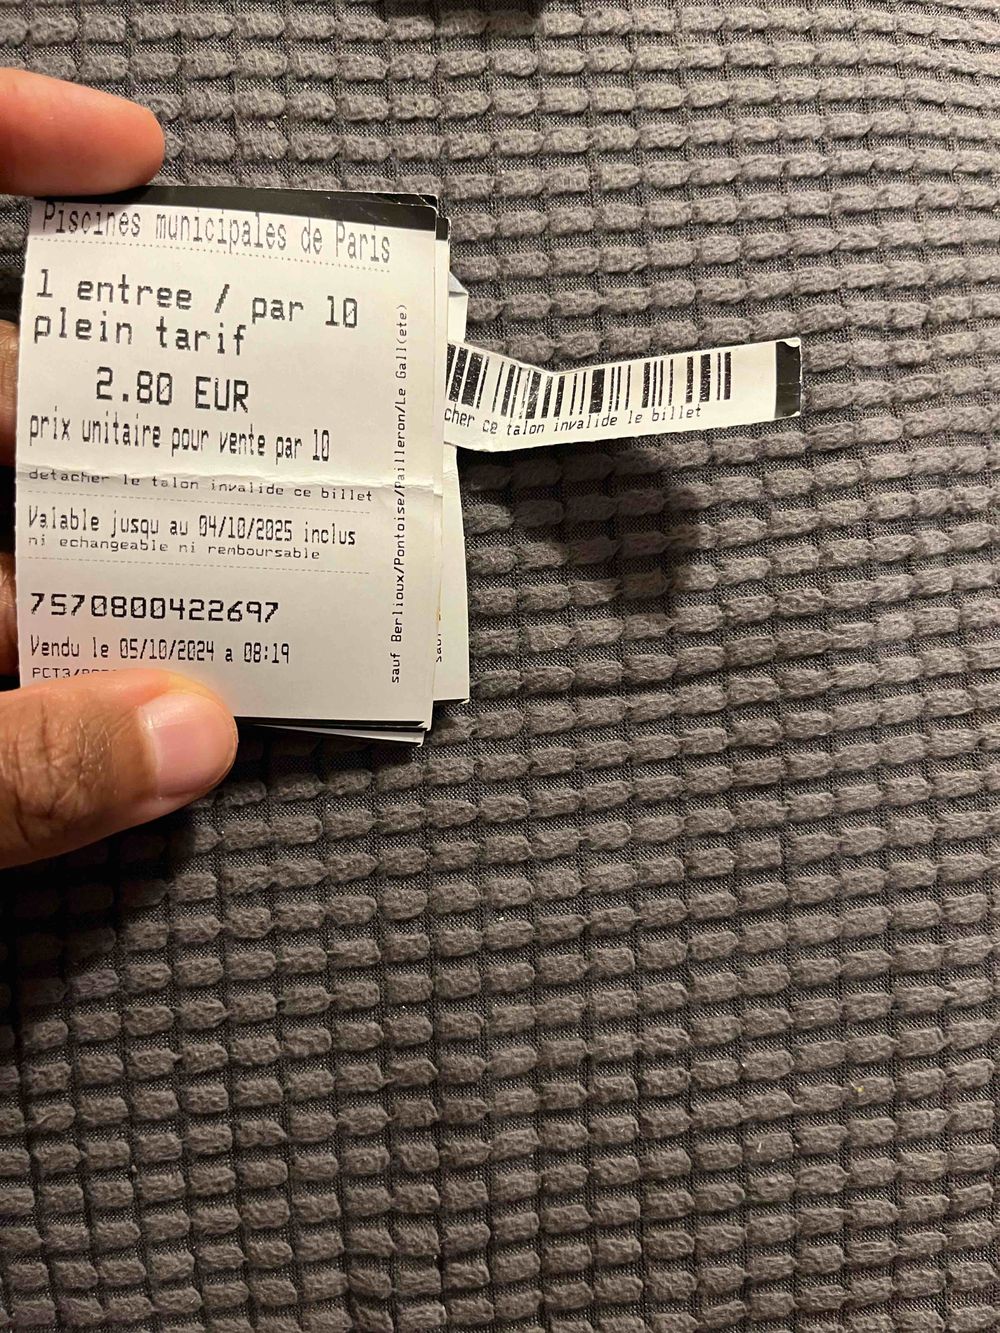 Piscines municipales de Paris
1 entree / par 10
plein tarif
2.80 EUR
prix unitaire pour vente par 10
detacher le talon invalide ce billet
Valable jusqu au 04/10/2025 inclus
ni echangeable ni remboursable
7570800422697
Vendu le 05/10/2024 a 08:19
sauf Berlioux/Pontoise/Pailleron/Le Gall(ete)
cher ce talon invalide le billet
sauf